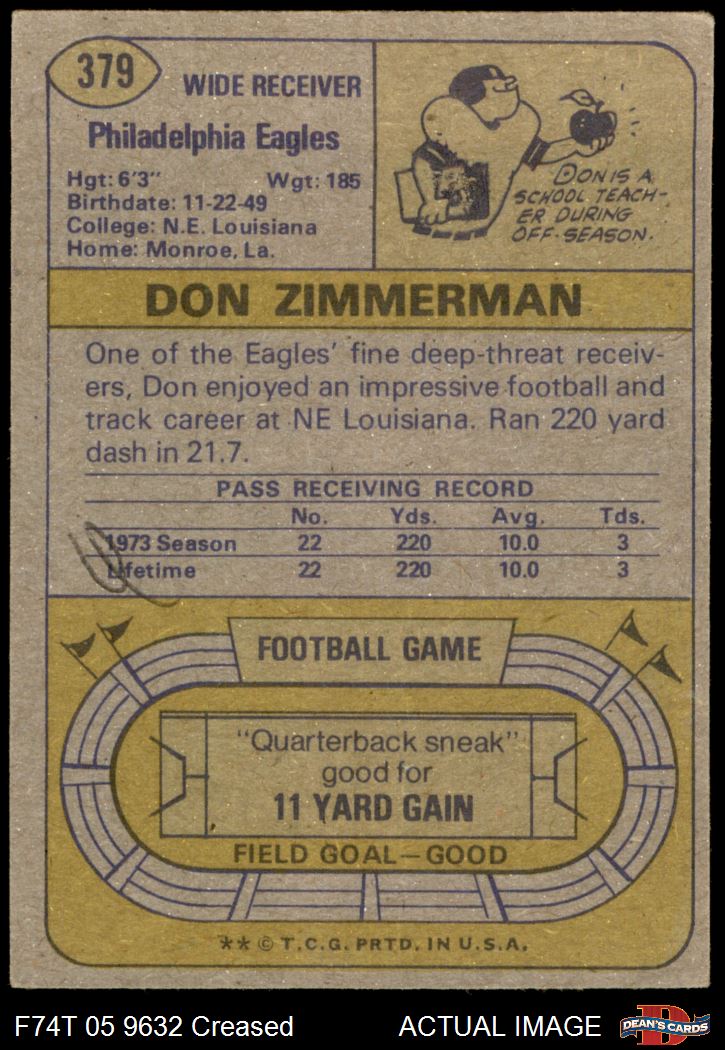 379
WIDE RECEIVER
Philadelphia Eagles
Hgt: 6'3" Wgt: 185
Birthdate: 11-22-49
College: N.E. Louisiana
Home: Monroe, La.
DON IS A
SCHOOL TEACH-
ER DURING
OFF-SEASON.
DON ZIMMERMAN
One of the Eagles' fine deep-threat receiv-
ers, Don enjoyed an impressive football and
track career at NE Louisiana. Ran 220 yard
dash in 21.7.
PASS RECEIVING RECORD
No. Yds. Avg. Tds.
1973 Season 22 220 10.0 3
Lifetime 22 220 10.0 3
FOOTBALL GAME
"Quarterback sneak"
good for
11 YARD GAIN
FIELD GOAL—GOOD
** © T.C.G. PRTD. IN U.S.A.
F74T 05 9632 Creased ACTUAL IMAGE
DEAN'S CARDS